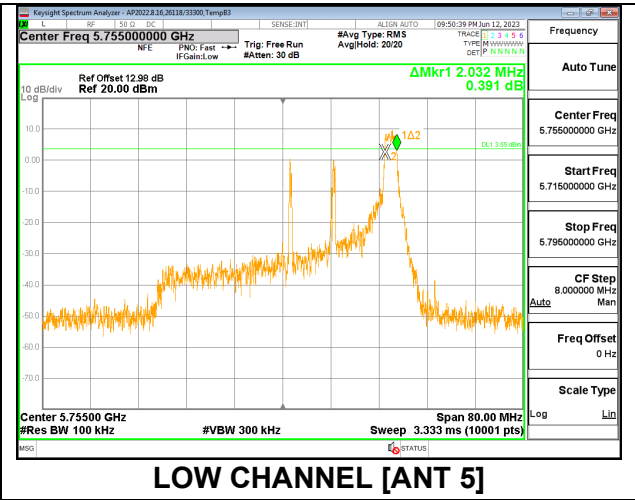 Keysight Spectrum Analyzer - AP2022.8.16,26118/33300,TempB3
L RF 50 Ω DC SENSE:INT ALIGN AUTO 09:50:39 PM Jun 12, 2023
Center Freq 5.755000000 GHz #Avg Type: RMS TRACE 1 2 3 4 5 6 Frequency
NFE PNO: Fast Trig: Free Run Avg|Hold: 20/20 TYPE M WWWWW
IFGain:Low #Atten: 30 dB DET P N N N N N
Auto Tune
ΔMkr1 2.032 MHz
Ref Offset 12.98 dB
10 dB/div Ref 20.00 dBm 0.391 dB
Log
Center Freq
5.755000000 GHz
10.0
1Δ2
DL1 3.55 dBm
0.00
2
Start Freq
5.715000000 GHz
-10.0
-20.0
Stop Freq
5.795000000 GHz
-30.0
-40.0
CF Step
8.000000 MHz
Auto Man
-50.0
-60.0
Freq Offset
0 Hz
-70.0
Scale Type
Center 5.75500 GHz Span 80.00 MHz
Log Lin
#Res BW 100 kHz #VBW 300 kHz Sweep 3.333 ms (10001 pts)
MSG STATUS
LOW CHANNEL [ANT 5]